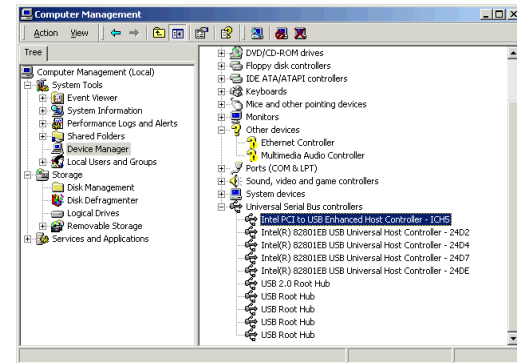 Computer Management
Action View
Tree
Computer Management (Local)
System Tools
Event Viewer
System Information
Performance Logs and Alerts
Shared Folders
Device Manager
Local Users and Groups
Storage
Disk Management
Disk Defragmenter
Logical Drives
Removable Storage
Services and Applications
DVD/CD-ROM drives
Floppy disk controllers
IDE ATA/ATAPI controllers
Keyboards
Mice and other pointing devices
Monitors
Other devices
Ethernet Controller
Multimedia Audio Controller
Ports (COM & LPT)
Sound, video and game controllers
System devices
Universal Serial Bus controllers
Intel PCI to USB Enhanced Host Controller - ICH5
Intel(R) 82801EB USB Universal Host Controller - 24D2
Intel(R) 82801EB USB Universal Host Controller - 24D4
Intel(R) 82801EB USB Universal Host Controller - 24D7
Intel(R) 82801EB USB Universal Host Controller - 24DE
USB 2.0 Root Hub
USB Root Hub
USB Root Hub
USB Root Hub
USB Root Hub